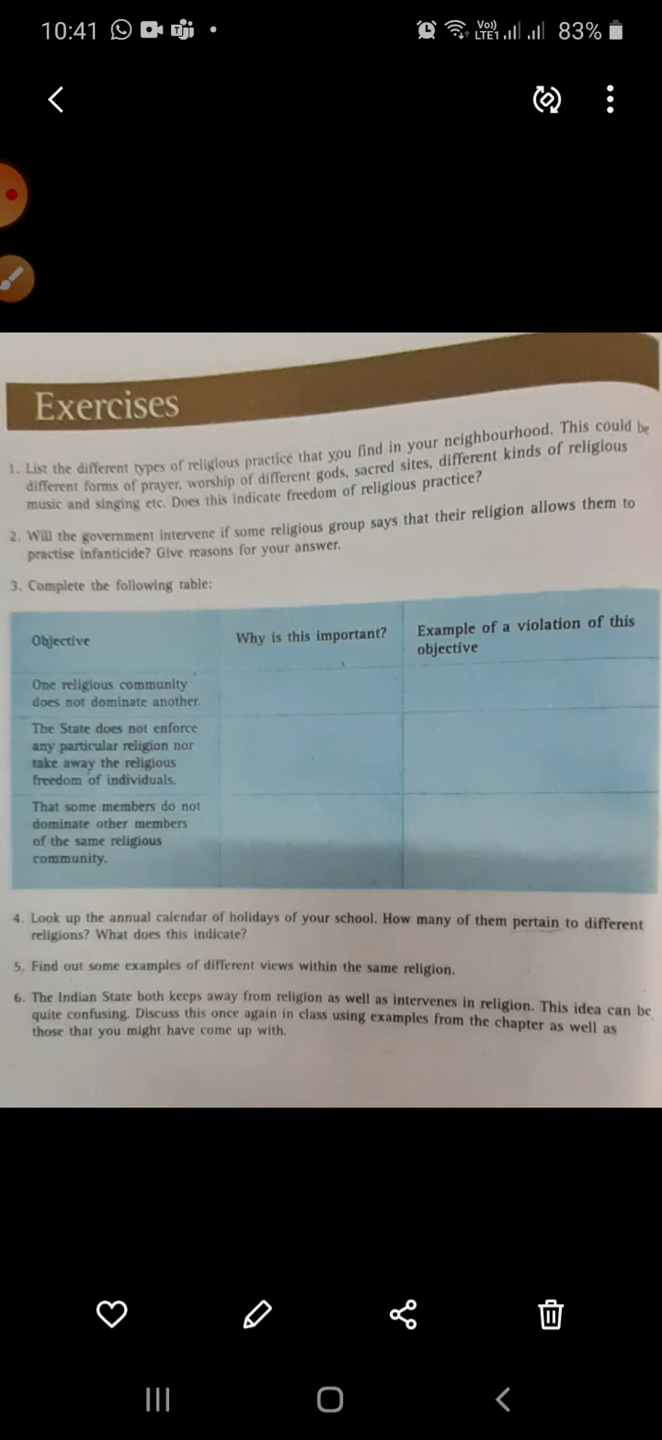 10:41
Vo)) LTE1 83%
Exercises
1. List the different types of religious practice that you find in your neighbourhood. This could be
different forms of prayer, worship of different gods, sacred sites, different kinds of religious
music and singing etc. Does this indicate freedom of religious practice?
2. Will the government intervene if some religious group says that their religion allows them to
practise infanticide? Give reasons for your answer.
3. Complete the following table:
Objective Why is this important? Example of a violation of this
objective
One religious community
does not dominate another.
The State does not enforce
any particular religion nor
take away the religious
freedom of individuals.
That some members do not
dominate other members
of the same religious
community.
4. Look up the annual calendar of holidays of your school. How many of them pertain to different
religions? What does this indicate?
5. Find out some examples of different views within the same religion.
6. The Indian State both keeps away from religion as well as intervenes in religion. This idea can be
quite confusing. Discuss this once again in class using examples from the chapter as well as
those that you might have come up with.